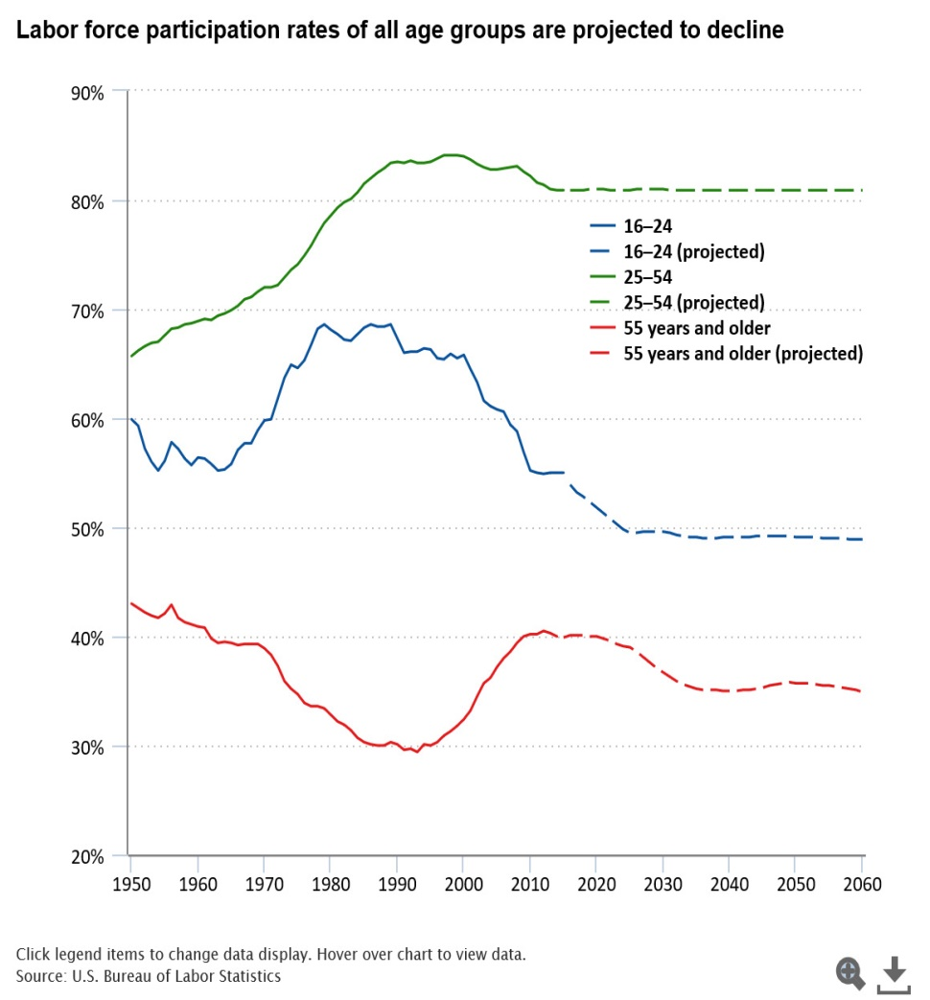 Labor force participation rates of all age groups are projected to decline
90%
80%
70%
60%
50%
40%
30%
20%
16–24
16–24 (projected)
25–54
25–54 (projected)
55 years and older
55 years and older (projected)
1950 1960 1970 1980 1990 2000 2010 2020 2030 2040 2050 2060
Click legend items to change data display. Hover over chart to view data.
Source: U.S. Bureau of Labor Statistics